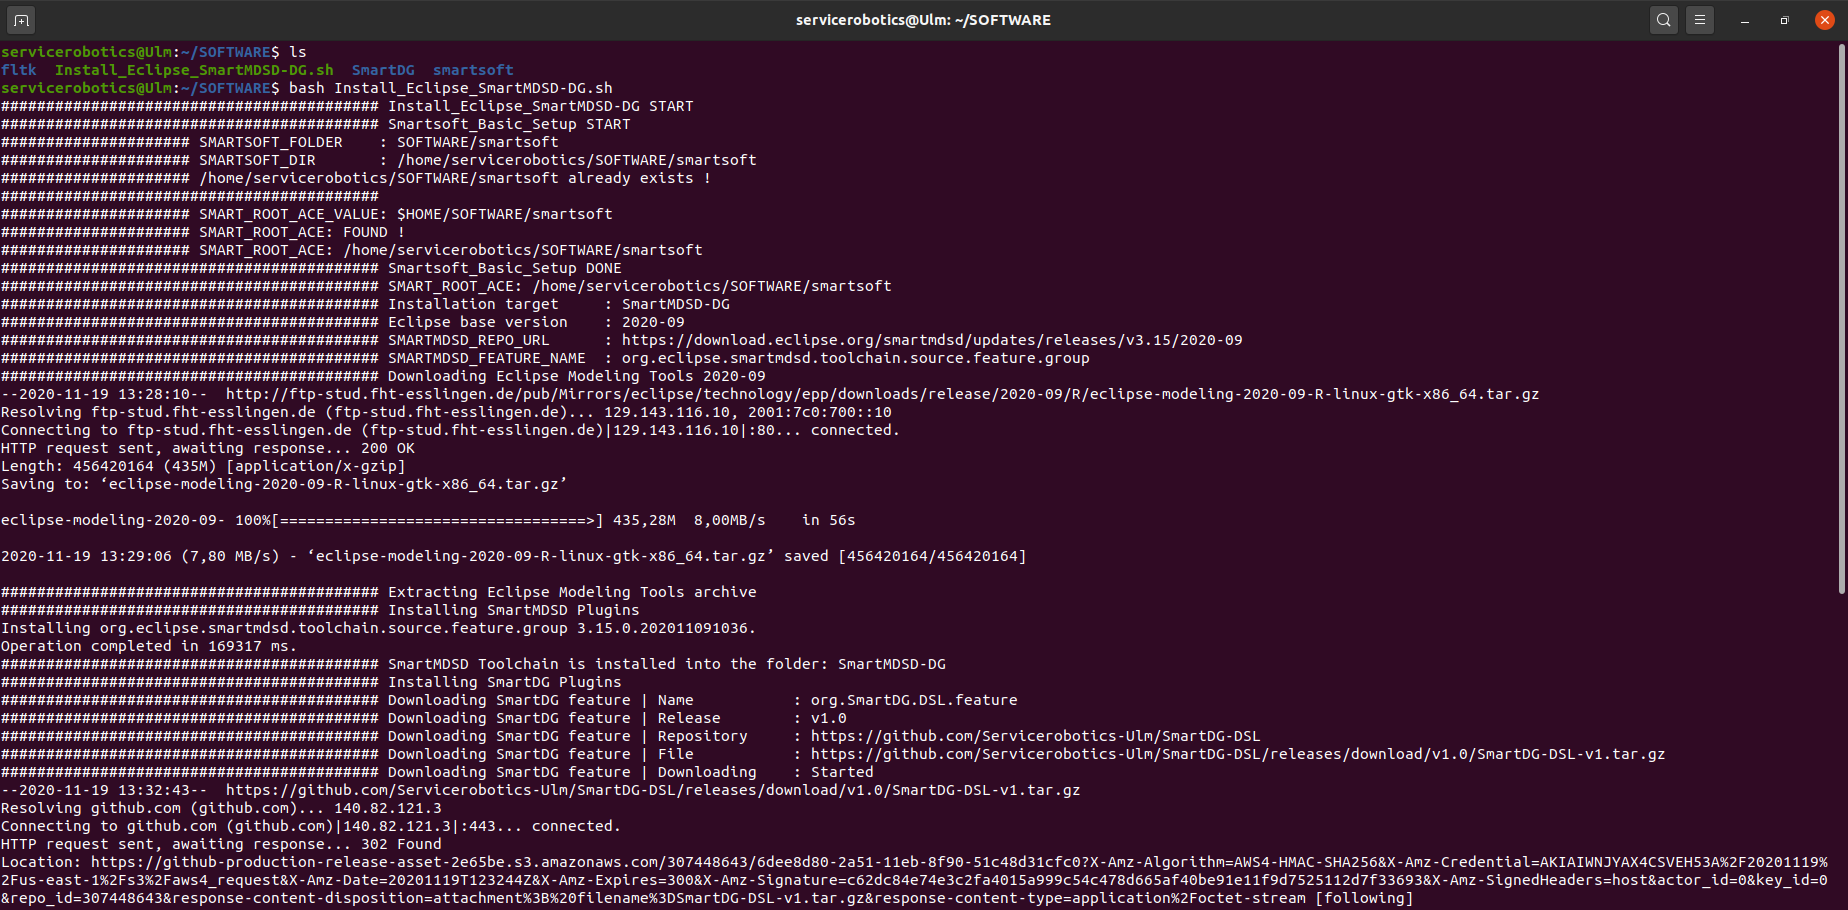 servicerobotics@Ulm: ~/SOFTWARE
servicerobotics@Ulm:~/SOFTWARE$ ls
fltk  Install_Eclipse_SmartMDSD-DG.sh  SmartDG  smartsoft
servicerobotics@Ulm:~/SOFTWARE$ bash Install_Eclipse_SmartMDSD-DG.sh
########################################## Install_Eclipse_SmartMDSD-DG START
########################################## Smartsoft_Basic_Setup START
##################### SMARTSOFT_FOLDER    : SOFTWARE/smartsoft
##################### SMARTSOFT_DIR       : /home/servicerobotics/SOFTWARE/smartsoft
##################### /home/servicerobotics/SOFTWARE/smartsoft already exists !
##########################################
##################### SMART_ROOT_ACE_VALUE: $HOME/SOFTWARE/smartsoft
##################### SMART_ROOT_ACE: FOUND !
##################### SMART_ROOT_ACE: /home/servicerobotics/SOFTWARE/smartsoft
########################################## Smartsoft_Basic_Setup DONE
########################################## SMART_ROOT_ACE: /home/servicerobotics/SOFTWARE/smartsoft
########################################## Installation target     : SmartMDSD-DG
########################################## Eclipse base version    : 2020-09
########################################## SMARTMDSD_REPO_URL      : https://download.eclipse.org/smartmdsd/updates/releases/v3.15/2020-09
########################################## SMARTMDSD_FEATURE_NAME  : org.eclipse.smartmdsd.toolchain.source.feature.group
########################################## Downloading Eclipse Modeling Tools 2020-09
--2020-11-19 13:28:10--  http://ftp-stud.fht-esslingen.de/pub/Mirrors/eclipse/technology/epp/downloads/release/2020-09/R/eclipse-modeling-2020-09-R-linux-gtk-x86_64.tar.gz
Resolving ftp-stud.fht-esslingen.de (ftp-stud.fht-esslingen.de)... 129.143.116.10, 2001:7c0:700::10
Connecting to ftp-stud.fht-esslingen.de (ftp-stud.fht-esslingen.de)|129.143.116.10|:80... connected.
HTTP request sent, awaiting response... 200 OK
Length: 456420164 (435M) [application/x-gzip]
Saving to: ‘eclipse-modeling-2020-09-R-linux-gtk-x86_64.tar.gz’
eclipse-modeling-2020-09- 100%[==================================>] 435,28M  8,00MB/s    in 56s
2020-11-19 13:29:06 (7,80 MB/s) - ‘eclipse-modeling-2020-09-R-linux-gtk-x86_64.tar.gz’ saved [456420164/456420164]
########################################## Extracting Eclipse Modeling Tools archive
########################################## Installing SmartMDSD Plugins
Installing org.eclipse.smartmdsd.toolchain.source.feature.group 3.15.0.202011091036.
Operation completed in 169317 ms.
########################################## SmartMDSD Toolchain is installed into the folder: SmartMDSD-DG
########################################## Installing SmartDG Plugins
########################################## Downloading SmartDG feature | Name           : org.SmartDG.DSL.feature
########################################## Downloading SmartDG feature | Release        : v1.0
########################################## Downloading SmartDG feature | Repository     : https://github.com/Servicerobotics-Ulm/SmartDG-DSL
########################################## Downloading SmartDG feature | File           : https://github.com/Servicerobotics-Ulm/SmartDG-DSL/releases/download/v1.0/SmartDG-DSL-v1.tar.gz
########################################## Downloading SmartDG feature | Downloading    : Started
--2020-11-19 13:32:43--  https://github.com/Servicerobotics-Ulm/SmartDG-DSL/releases/download/v1.0/SmartDG-DSL-v1.tar.gz
Resolving github.com (github.com)... 140.82.121.3
Connecting to github.com (github.com)|140.82.121.3|:443... connected.
HTTP request sent, awaiting response... 302 Found
Location: https://github-production-release-asset-2e65be.s3.amazonaws.com/307448643/6dee8d80-2a51-11eb-8f90-51c48d31cfc0?X-Amz-Algorithm=AWS4-HMAC-SHA256&X-Amz-Credential=AKIAIWNJYAX4CSVEH53A%2F20201119%
2Fus-east-1%2Fs3%2Faws4_request&X-Amz-Date=20201119T123244Z&X-Amz-Expires=300&X-Amz-Signature=c62dc84e74e3c2fa4015a999c54c478d665af40be91e11f9d7525112d7f33693&X-Amz-SignedHeaders=host&actor_id=0&key_id=0
&repo_id=307448643&response-content-disposition=attachment%3B%20filename%3DSmartDG-DSL-v1.tar.gz&response-content-type=application%2Foctet-stream [following]